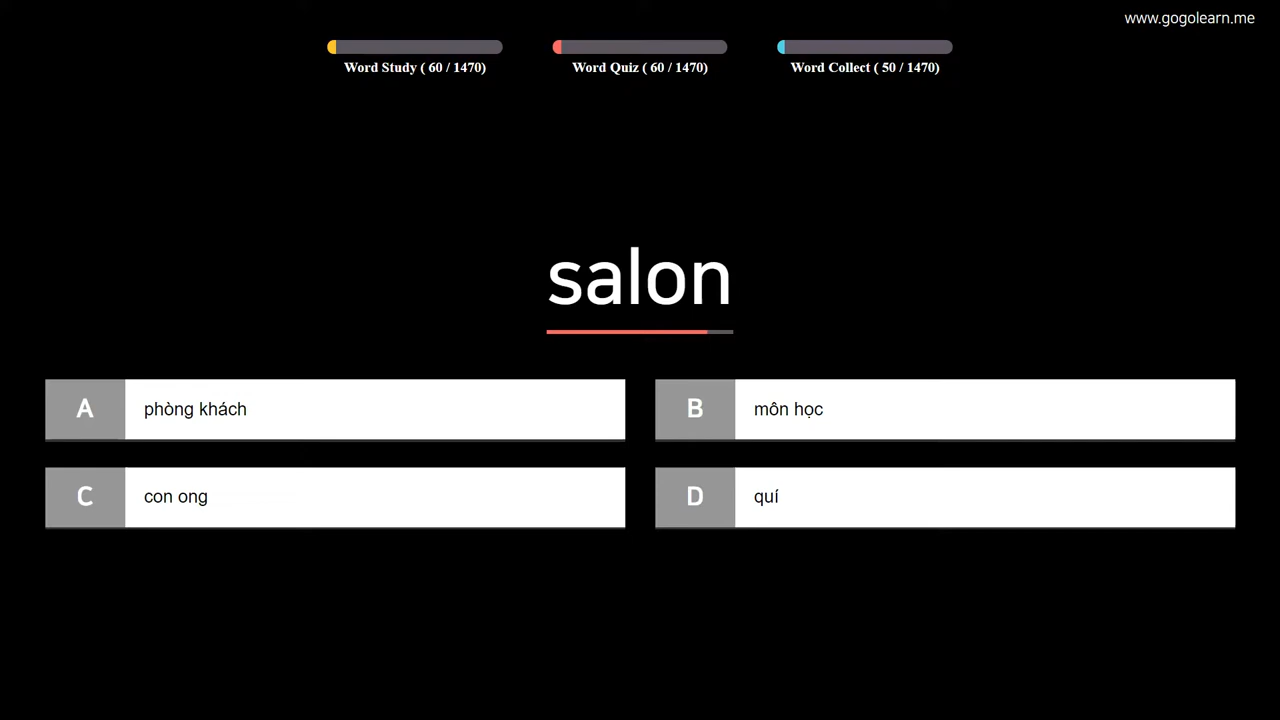 www.gogolearn.me
Word Study ( 60 / 1470)
Word Quiz ( 60 / 1470)
Word Collect ( 50 / 1470)
salon
A phòng khách
B môn học
C con ong
D quí